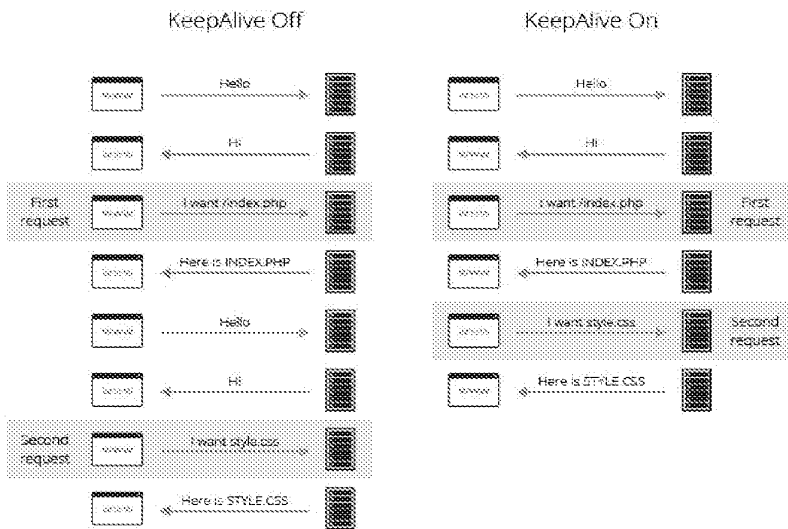 KeepAlive Off
Hello
Hi
First
request
I want /index.php
Here is INDEX.PHP
Hello
Hi
Second
request
I want style.css
Here is STYLE.CSS
KeepAlive On
Hello
Hi
I want /index.php
First
request
Here is INDEX.PHP
I want style.css
Second
request
Here is STYLE.CSS